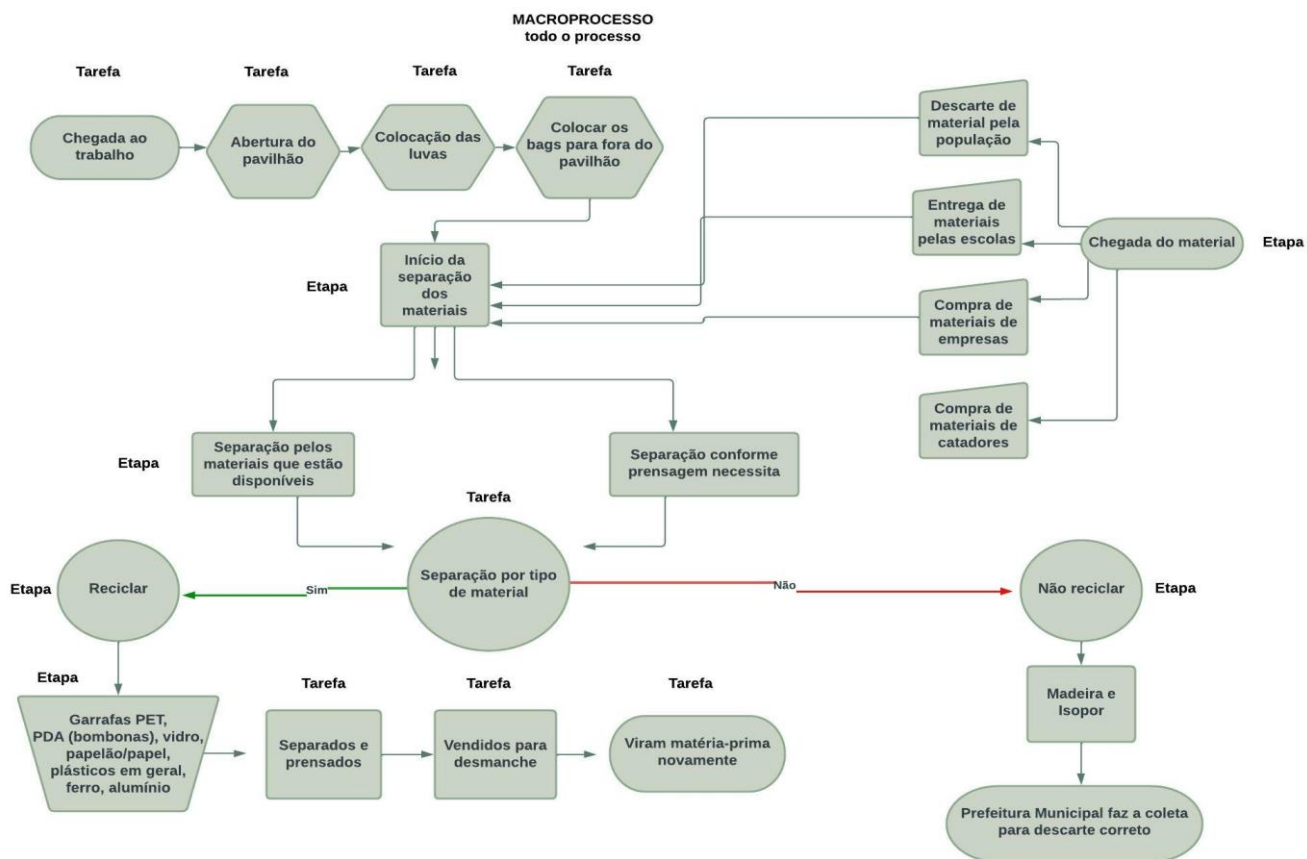 MACROPROCESSO
todo o processo
Tarefa
Tarefa
Tarefa
Tarefa
Chegada ao
trabalho
Abertura do
pavilhão
Colocação das
luvas
Colocar os
bags para fora do
pavilhão
Descarte de
material pela
população
Entrega de
materiais
pelas escolas
Chegada do material
Etapa
Etapa
Início da
separação
dos
materiais
Compra de
materiais de
empresas
Compra de
materiais de
catadores
Etapa
Separação pelos
materiais que estão
disponíveis
Separação conforme
prensagem necessita
Tarefa
Etapa
Reciclar
Sim
Separação por tipo
de material
Não
Não reciclar
Etapa
Etapa
Tarefa
Tarefa
Tarefa
Garrafas PET,
PDA (bombonas), vidro,
papelão/papel,
plásticos em geral,
ferro, alumínio
Separados e
prensados
Vendidos para
desmanche
Viram matéria-prima
novamente
Madeira e
Isopor
Prefeitura Municipal faz a coleta
para descarte correto